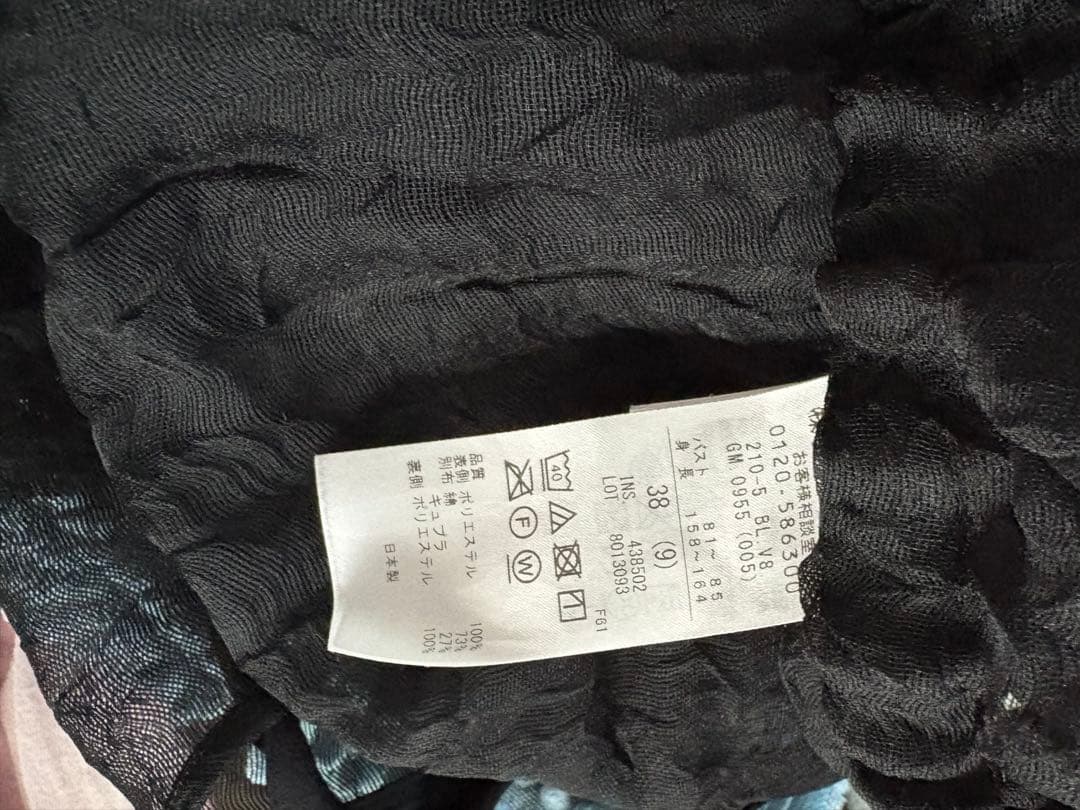 お客様相談室
0120-586300
210-5 BL.V8
GM 0955 (005)
バスト 81〜85
身長 158〜164
38 (9)
INS 438502
LOT 8013093
F61
40
F W
品質
表側 ポリエステル 100%
別布 綿 73%
キュプラ 27%
裏側 ポリエステル 100%
日本製